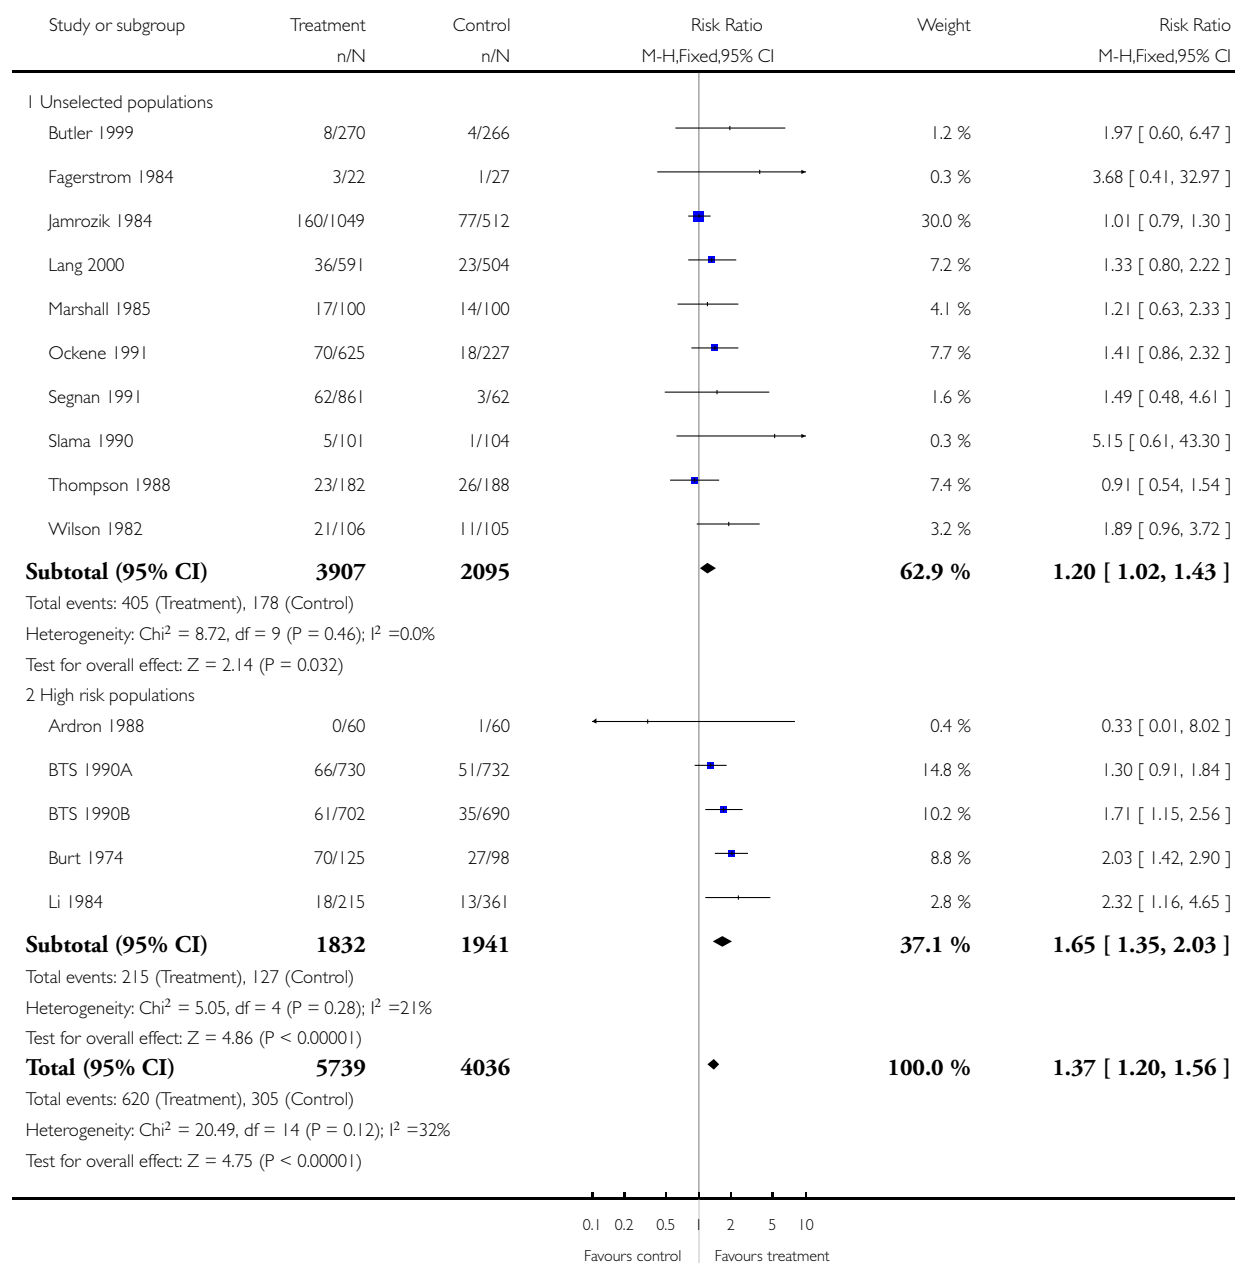 Study or subgroup Treatment Control Risk Ratio Weight Risk Ratio
n/N n/N M-H,Fixed,95% CI M-H,Fixed,95% CI
1 Unselected populations
Butler 1999 8/270 4/266 1.2 % 1.97 [ 0.60, 6.47 ]
Fagerstrom 1984 3/22 1/27 0.3 % 3.68 [ 0.41, 32.97 ]
Jamrozik 1984 160/1049 77/512 30.0 % 1.01 [ 0.79, 1.30 ]
Lang 2000 36/591 23/504 7.2 % 1.33 [ 0.80, 2.22 ]
Marshall 1985 17/100 14/100 4.1 % 1.21 [ 0.63, 2.33 ]
Ockene 1991 70/625 18/227 7.7 % 1.41 [ 0.86, 2.32 ]
Segnan 1991 62/861 3/62 1.6 % 1.49 [ 0.48, 4.61 ]
Slama 1990 5/101 1/104 0.3 % 5.15 [ 0.61, 43.30 ]
Thompson 1988 23/182 26/188 7.4 % 0.91 [ 0.54, 1.54 ]
Wilson 1982 21/106 11/105 3.2 % 1.89 [ 0.96, 3.72 ]
Subtotal (95% CI) 3907 2095 62.9 % 1.20 [ 1.02, 1.43 ]
Total events: 405 (Treatment), 178 (Control)
Heterogeneity: Chi² = 8.72, df = 9 (P = 0.46); I² =0.0%
Test for overall effect: Z = 2.14 (P = 0.032)
2 High risk populations
Ardron 1988 0/60 1/60 0.4 % 0.33 [ 0.01, 8.02 ]
BTS 1990A 66/730 51/732 14.8 % 1.30 [ 0.91, 1.84 ]
BTS 1990B 61/702 35/690 10.2 % 1.71 [ 1.15, 2.56 ]
Burt 1974 70/125 27/98 8.8 % 2.03 [ 1.42, 2.90 ]
Li 1984 18/215 13/361 2.8 % 2.32 [ 1.16, 4.65 ]
Subtotal (95% CI) 1832 1941 37.1 % 1.65 [ 1.35, 2.03 ]
Total events: 215 (Treatment), 127 (Control)
Heterogeneity: Chi² = 5.05, df = 4 (P = 0.28); I² =21%
Test for overall effect: Z = 4.86 (P < 0.00001)
Total (95% CI) 5739 4036 100.0 % 1.37 [ 1.20, 1.56 ]
Total events: 620 (Treatment), 305 (Control)
Heterogeneity: Chi² = 20.49, df = 14 (P = 0.12); I² =32%
Test for overall effect: Z = 4.75 (P < 0.00001)
0.1 0.2 0.5 1 2 5 10
Favours control Favours treatment